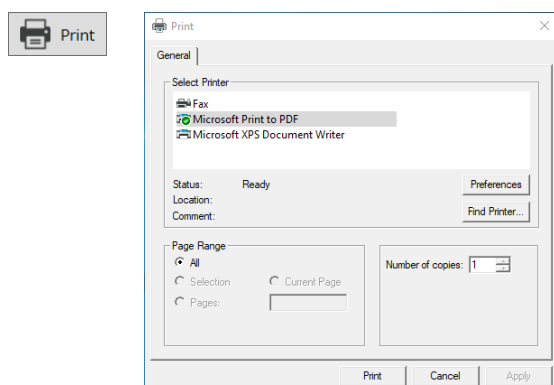 Print
Print
General
Select Printer
Fax
Microsoft Print to PDF
Microsoft XPS Document Writer
Status: Ready
Preferences
Location:
Comment:
Find Printer...
Page Range
All
Number of copies: 1
Selection Current Page
Pages:
Print Cancel Apply